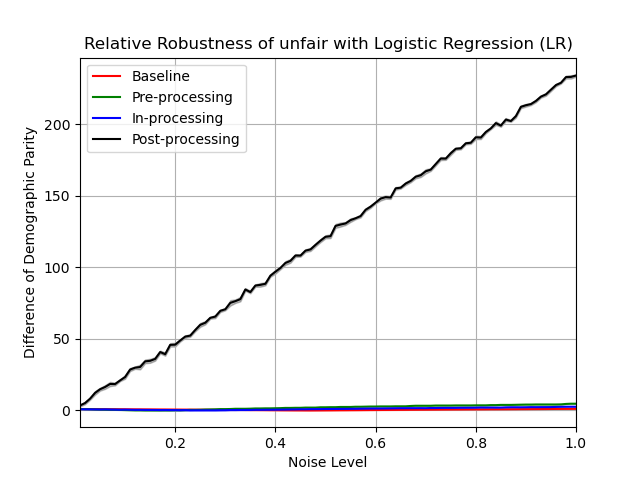 Relative Robustness of unfair with Logistic Regression (LR)
Baseline
Pre-processing
In-processing
Post-processing
Difference of Demographic Parity
200
150
100
50
0
0.2 0.4 0.6 0.8 1.0
Noise Level